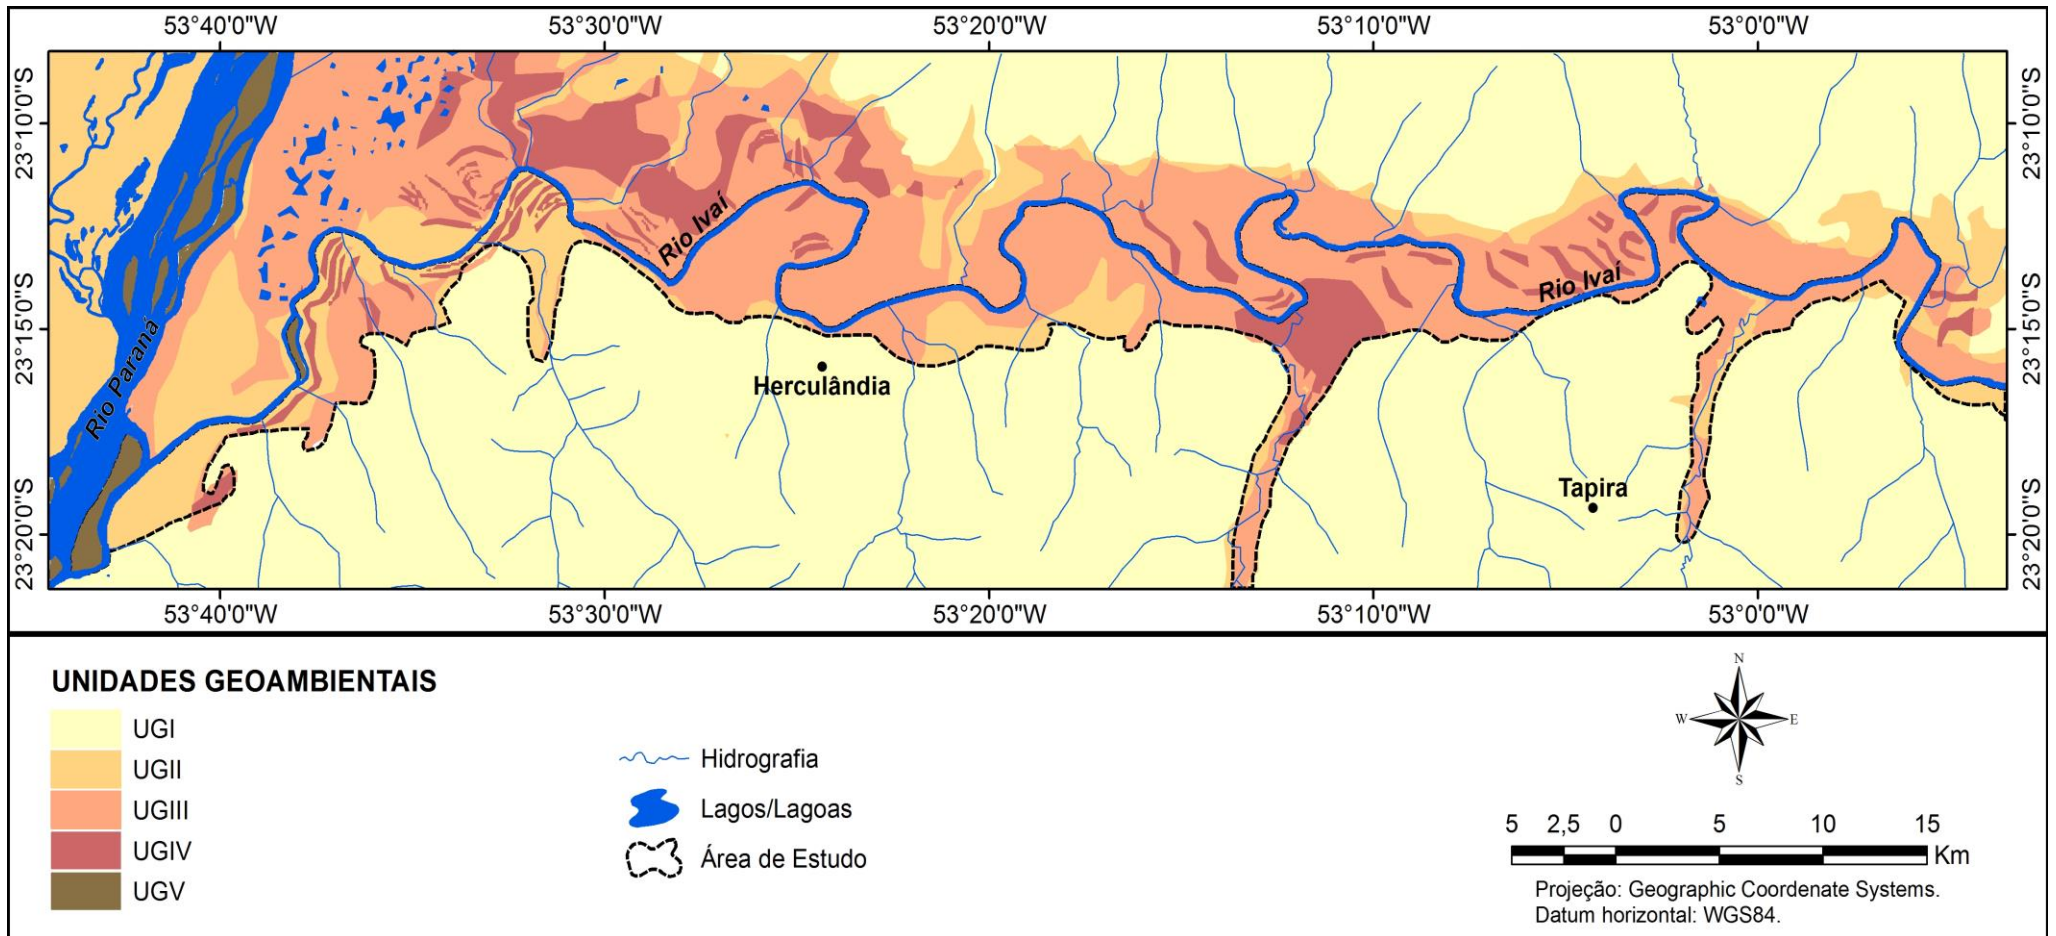 53°40'0"W 53°30'0"W 53°20'0"W 53°10'0"W 53°0'0"W
23°10'0"S
23°10'0"S
Rio Ivaí
Rio Ivaí
23°15'0"S
23°15'0"S
Rio Paraná
Herculândia
Tapira
23°20'0"S
23°20'0"S
53°40'0"W 53°30'0"W 53°20'0"W 53°10'0"W 53°0'0"W
UNIDADES GEOAMBIENTAIS
UGI
UGII
UGIII
UGIV
UGV
Hidrografia
Lagos/Lagoas
Área de Estudo
N
W E
S
5 2,5 0 5 10 15
Km
Projeção: Geographic Coordenate Systems.
Datum horizontal: WGS84.